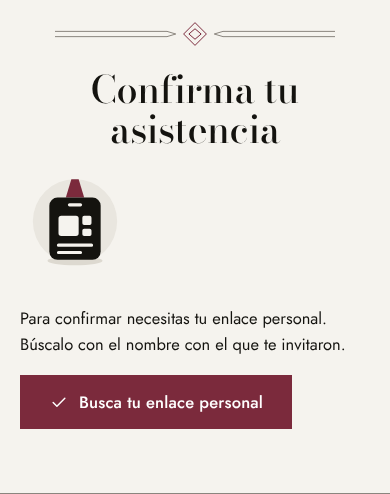 Confirma tu
asistencia
Para confirmar necesitas tu enlace personal.
Búscalo con el nombre con el que te invitaron.
Busca tu enlace personal